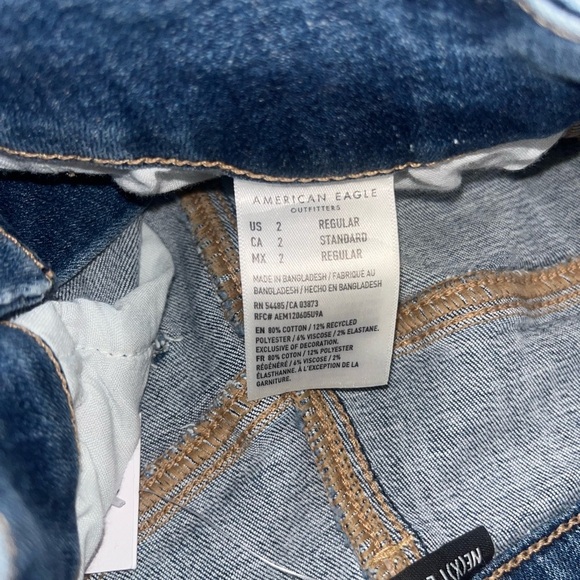 AMERICAN EAGLE
OUTFITTERS
US 2 REGULAR
CA 2 STANDARD
MX 2 REGULAR
MADE IN BANGLADESH / FABRIQUE AU
BANGLADESH / HECHO EN BANGLADESH
RN 54485/CA 03873
RFC# AEM120605U9A
EN 80% COTTON / 12% RECYCLED
POLYESTER / 6% VISCOSE / 2% ELASTANE.
EXCLUSIVE OF DECORATION.
FR 80% COTON / 12% POLYESTER
RÉGÉNÉRÉ / 6% VISCOSE / 2%
ÉLASTHANNE. À L'EXCEPTION DE LA
GARNITURE.
NE(X)T